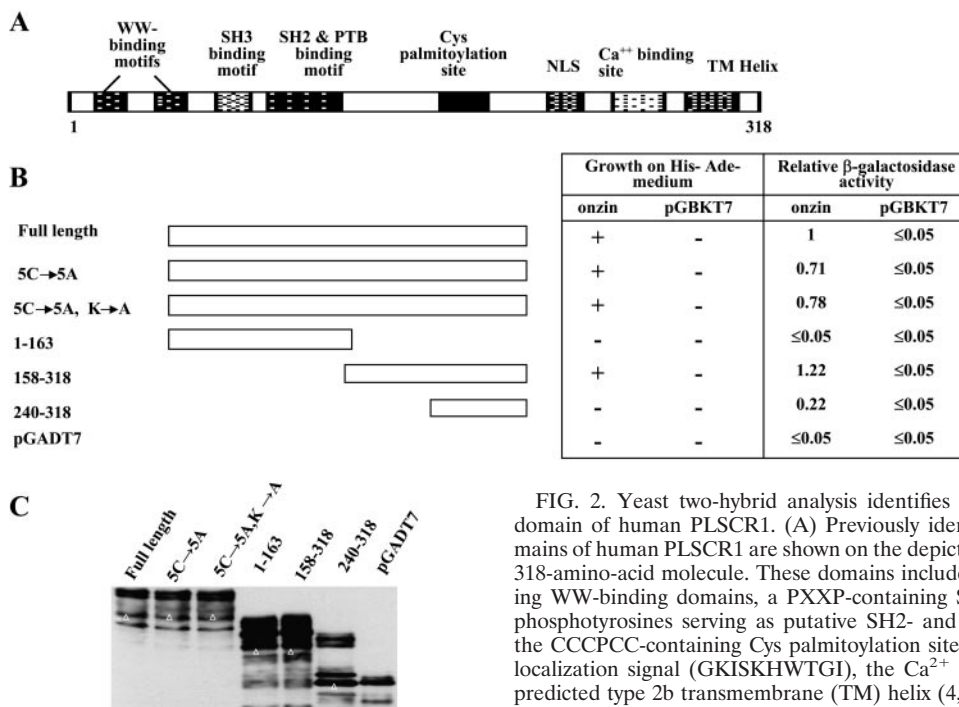 A
WW-binding motifs
SH3 binding motif
SH2 & PTB binding motif
Cys palmitoylation site
NLS
Ca++ binding site
TM Helix
1
318
B
Growth on His- Ade- medium
Relative β-galactosidase activity
onzin pGBKT7 onzin pGBKT7
Full length + - 1 ≤0.05
5C→5A + - 0.71 ≤0.05
5C→5A, K→A + - 0.78 ≤0.05
1-163 - - ≤0.05 ≤0.05
158-318 + - 1.22 ≤0.05
240-318 - - 0.22 ≤0.05
pGADT7 - - ≤0.05 ≤0.05
C
Full length
5C→5A
5C→5A,K→A
1-163
158-318
240-318
pGADT7
FIG. 2. Yeast two-hybrid analysis identifies
domain of human PLSCR1. (A) Previously iden
mains of human PLSCR1 are shown on the depict
318-amino-acid molecule. These domains include
ing WW-binding domains, a PXXP-containing S
phosphotyrosines serving as putative SH2- and
the CCCPCC-containing Cys palmitoylation site
localization signal (GKISKHWTGI), the Ca2+
predicted type 2b transmembrane (TM) helix (4,